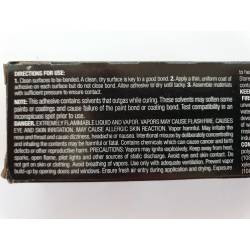 DIRECTIONS FOR USE:
1. Clean surfaces to be bonded. A clean, dry surface is key to a good bond. 2. Apply a thin, uniform coat of
adhesive on each surface but do not close bond. Allow adhesive to dry until tacky. 3. Assemble materials
with sufficient pressure to ensure contact.
NOTE: This adhesive contains solvents that outgas while curing. These solvents may soften some
paints or coatings and cause failure of the paint bond or coating bond. Test compatibility in an
inconspicuous spot prior to use.
DANGER. EXTREMELY FLAMMABLE LIQUID AND VAPOR. VAPORS MAY CAUSE FLASH FIRE. CAUSES
EYE AND SKIN IRRITATION. MAY CAUSE ALLERGIC SKIN REACTION. Vapor harmful. May irritate the
nose and throat and cause dizziness, headache or nausea. Intentional misuse by deliberately concentrating
and inhaling the contents may be harmful or fatal. Contains chemicals which can cause cancer and birth
defects or other reproductive harm. Precautions: Vapors may ignite explosively. Keep away from heat,
sparks, open flame, pilot lights and other sources of static discharge. Avoid eye and skin contact. Do
not get on skin or clothing. Do not breathe vapors. Use only with adequate ventilation. Prevent vapor
build-up by opening doors and windows. Ensure fresh air entry during application and drying. Exposure
to he
Store
KEEP
FIRS